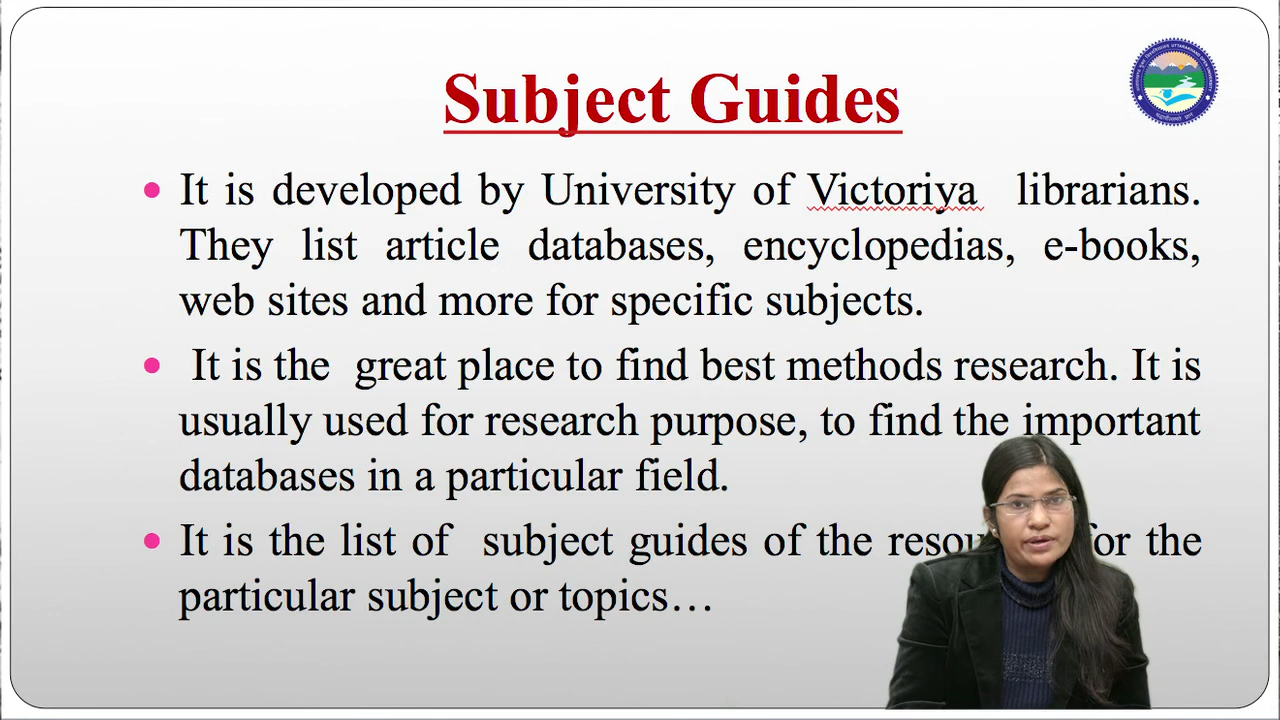 Subject Guides
It is developed by University of Victoriya librarians.
They list article databases, encyclopedias, e-books,
web sites and more for specific subjects.
It is the great place to find best methods research. It is
usually used for research purpose, to find the important
databases in a particular field.
It is the list of subject guides of the for the
particular subject or topics…